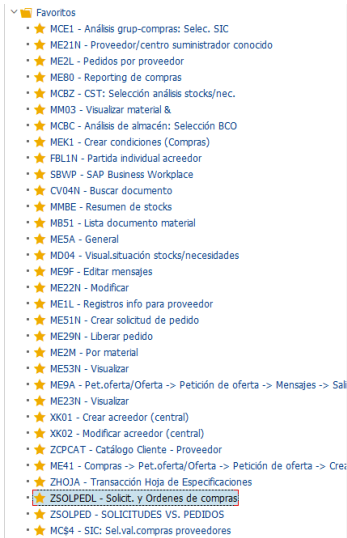 Favoritos
MCE1 - Análisis grup-compras: Selec. SIC
ME21N - Proveedor/centro suministrador conocido
ME2L - Pedidos por proveedor
ME80 - Reporting de compras
MCBZ - CST: Selección análisis stocks/nec.
MM03 - Visualizar material &
MCBC - Análisis de almacén: Selección BCO
MEK1 - Crear condiciones (Compras)
FBL1N - Partida individual acreedor
SBWP - SAP Business Workplace
CV04N - Buscar documento
MMBE - Resumen de stocks
MB51 - Lista documento material
ME5A - General
MD04 - Visual.situación stocks/necesidades
ME9F - Editar mensajes
ME22N - Modificar
ME1L - Registros info para proveedor
ME51N - Crear solicitud de pedido
ME29N - Liberar pedido
ME2M - Por material
ME53N - Visualizar
ME9A - Pet.oferta/Oferta -> Petición de oferta -> Mensajes -> Sali
ME23N - Visualizar
XK01 - Crear acreedor (central)
XK02 - Modificar acreedor (central)
ZCPCAT - Catálogo Cliente - Proveedor
ME41 - Compras -> Pet.oferta/Oferta -> Petición de oferta -> Crea
ZHOJA - Transacción Hoja de Especificaciones
ZSOLPEDL - Solicit. y Ordenes de compras
ZSOLPED - SOLICITUDES VS. PEDIDOS
MC$4 - SIC: Sel.val.compras proveedores